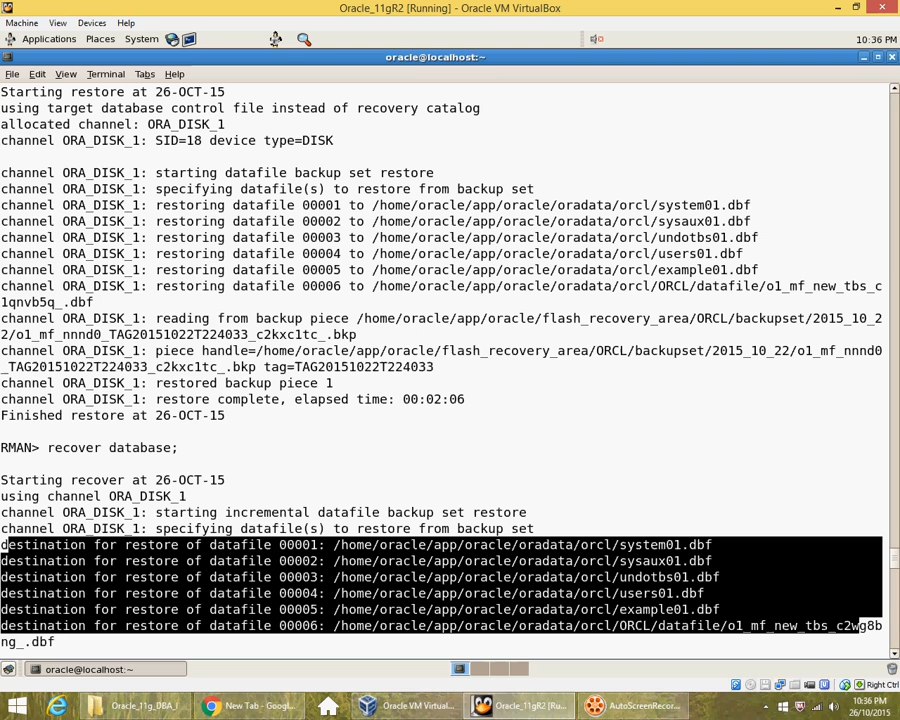 Oracle_11gR2 [Running] - Oracle VM VirtualBox
Machine View Devices Help
Applications Places System 10:36 PM
oracle@localhost:~
File Edit View Terminal Tabs Help
Starting restore at 26-OCT-15
using target database control file instead of recovery catalog
allocated channel: ORA_DISK_1
channel ORA_DISK_1: SID=18 device type=DISK
channel ORA_DISK_1: starting datafile backup set restore
channel ORA_DISK_1: specifying datafile(s) to restore from backup set
channel ORA_DISK_1: restoring datafile 00001 to /home/oracle/app/oracle/oradata/orcl/system01.dbf
channel ORA_DISK_1: restoring datafile 00002 to /home/oracle/app/oracle/oradata/orcl/sysaux01.dbf
channel ORA_DISK_1: restoring datafile 00003 to /home/oracle/app/oracle/oradata/orcl/undotbs01.dbf
channel ORA_DISK_1: restoring datafile 00004 to /home/oracle/app/oracle/oradata/orcl/users01.dbf
channel ORA_DISK_1: restoring datafile 00005 to /home/oracle/app/oracle/oradata/orcl/example01.dbf
channel ORA_DISK_1: restoring datafile 00006 to /home/oracle/app/oracle/oradata/orcl/ORCL/datafile/o1_mf_new_tbs_c
1qnvb5q_.dbf
channel ORA_DISK_1: reading from backup piece /home/oracle/app/oracle/flash_recovery_area/ORCL/backupset/2015_10_2
2/o1_mf_nnnd0_TAG20151022T224033_c2kxc1tc_.bkp
channel ORA_DISK_1: piece handle=/home/oracle/app/oracle/flash_recovery_area/ORCL/backupset/2015_10_22/o1_mf_nnnd0
_TAG20151022T224033_c2kxc1tc_.bkp tag=TAG20151022T224033
channel ORA_DISK_1: restored backup piece 1
channel ORA_DISK_1: restore complete, elapsed time: 00:02:06
Finished restore at 26-OCT-15
RMAN> recover database;
Starting recover at 26-OCT-15
using channel ORA_DISK_1
channel ORA_DISK_1: starting incremental datafile backup set restore
channel ORA_DISK_1: specifying datafile(s) to restore from backup set
destination for restore of datafile 00001: /home/oracle/app/oracle/oradata/orcl/system01.dbf
destination for restore of datafile 00002: /home/oracle/app/oracle/oradata/orcl/sysaux01.dbf
destination for restore of datafile 00003: /home/oracle/app/oracle/oradata/orcl/undotbs01.dbf
destination for restore of datafile 00004: /home/oracle/app/oracle/oradata/orcl/users01.dbf
destination for restore of datafile 00005: /home/oracle/app/oracle/oradata/orcl/example01.dbf
destination for restore of datafile 00006: /home/oracle/app/oracle/oradata/orcl/ORCL/datafile/o1_mf_new_tbs_c2wg8b
ng_.dbf
oracle@localhost:~
Right Ctrl
Oracle_11g_DBA_I
New Tab - Googl...
Oracle VM Virtual...
Oracle_11gR2 [Ru...
AutoScreenRecor...
10:36 PM
26/10/2015